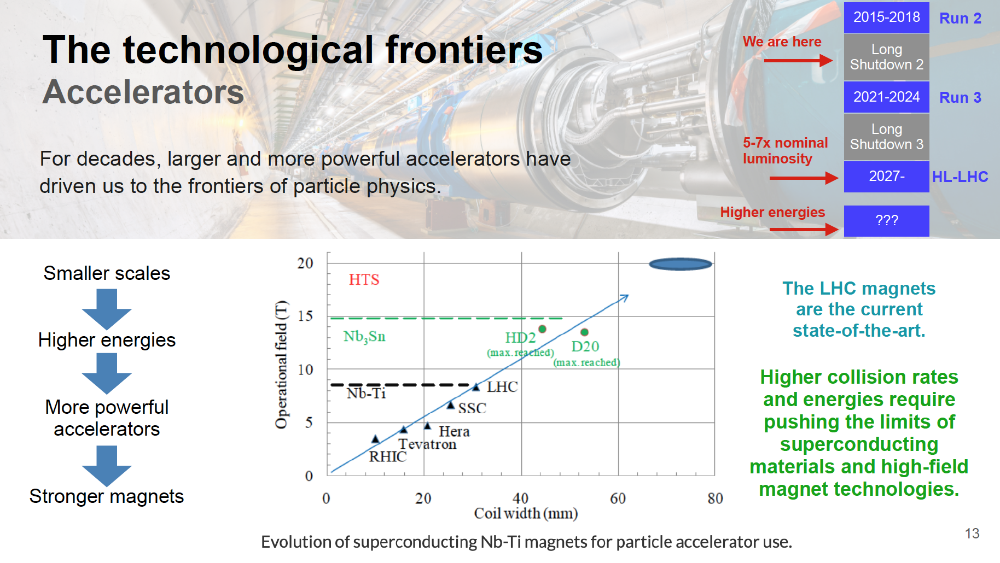 The technological frontiers
Accelerators
For decades, larger and more powerful accelerators have
driven us to the frontiers of particle physics.
2015-2018
Run 2
We are here
Long
Shutdown 2
2021-2024
Run 3
Long
Shutdown 3
5-7x nominal
luminosity
2027-
HL-LHC
Higher energies
???
Smaller scales
Higher energies
More powerful
accelerators
Stronger magnets
Operational field (T)
20
15
10
5
0
HTS
Nb3Sn
HD2
(max. reached)
D20
(max. reached)
Nb-Ti
LHC
SSC
Hera
Tevatron
RHIC
0 20 40 60 80
Coil width (mm)
Evolution of superconducting Nb-Ti magnets for particle accelerator use.
The LHC magnets
are the current
state-of-the-art.
Higher collision rates
and energies require
pushing the limits of
superconducting
materials and high-field
magnet technologies.
13